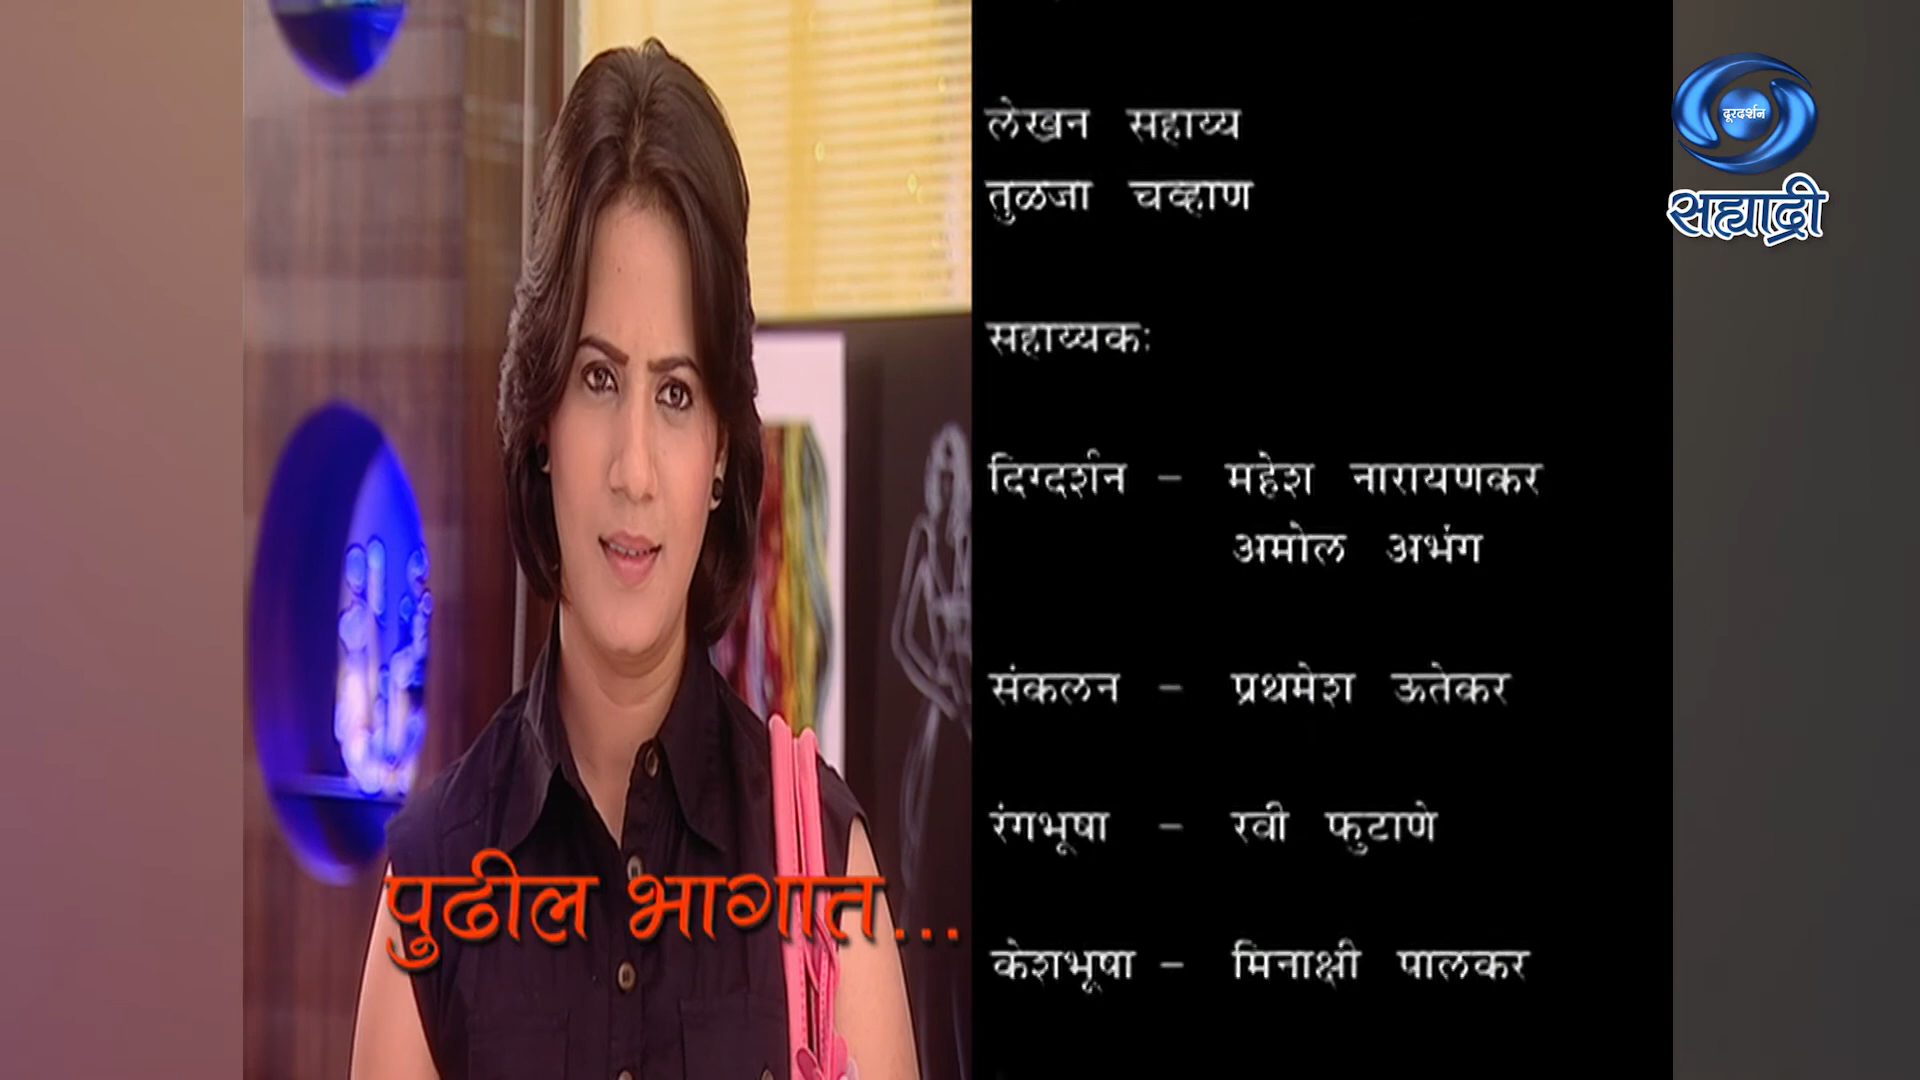 दूरदर्शन
सह्याद्री
लेखन सहाय्य
तुळजा चव्हाण
सहाय्यकः
दिग्दर्शन - महेश नारायणकर
अमोल अभंग
संकलन - प्रथमेश ऊतेकर
रंगभूषा - रवी फुटाणे
केशभूषा - मिनाक्षी पालकर
पुढील भागात...